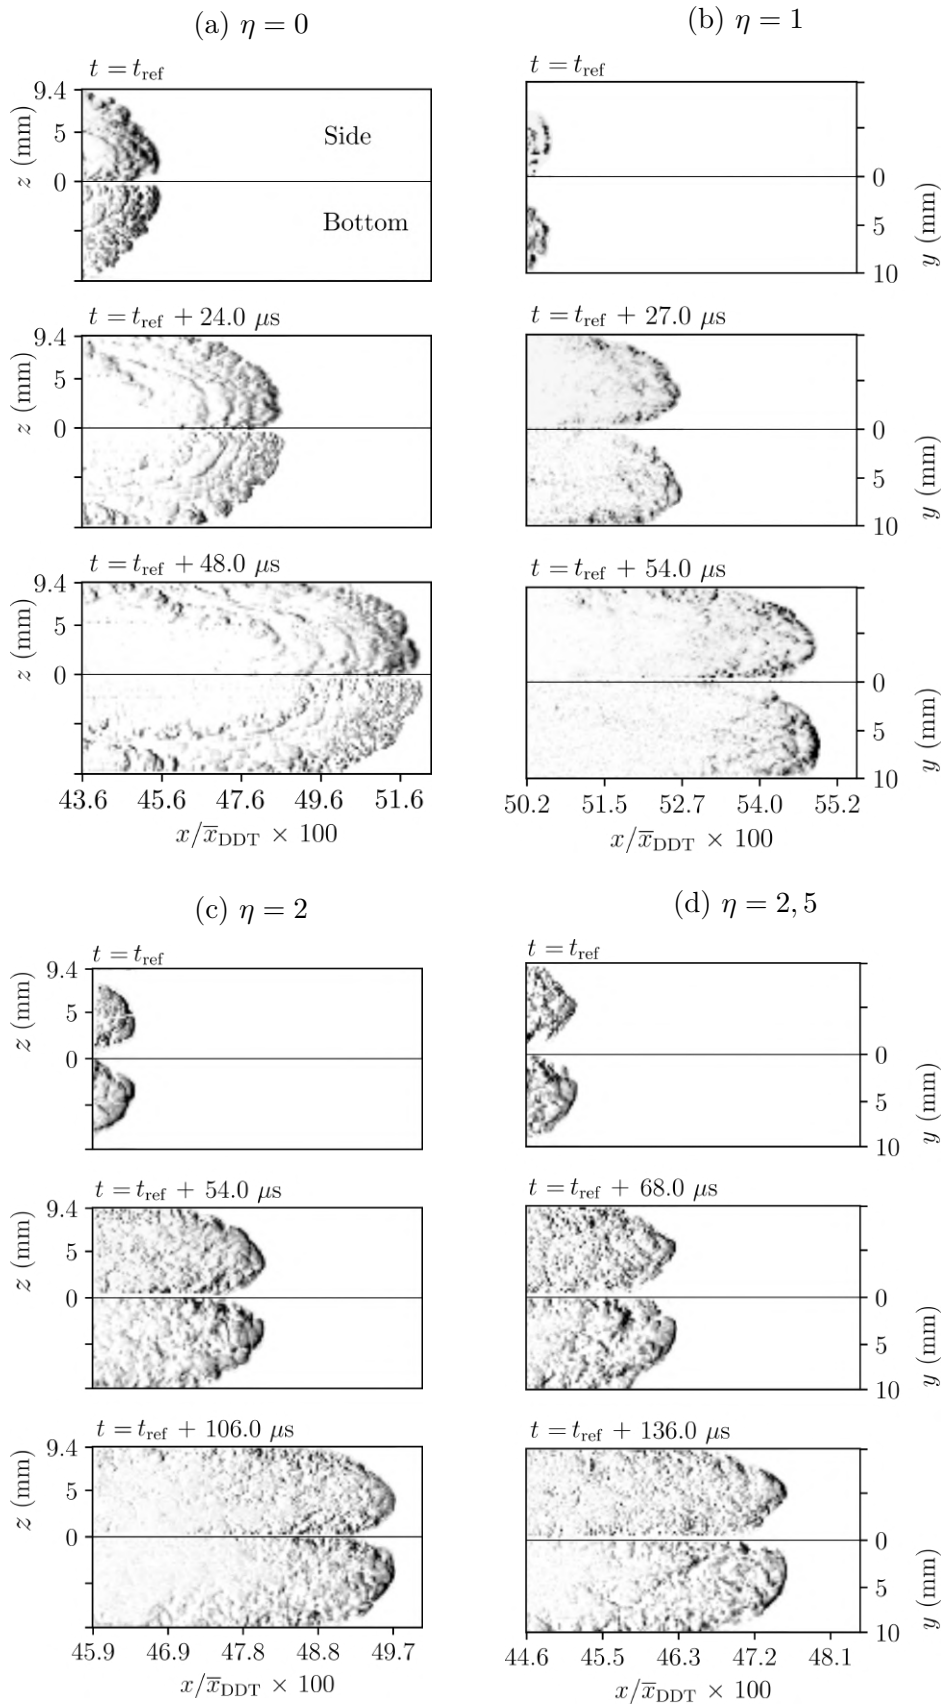 (a) η = 0
t = t_ref
9.4
5
0
z (mm)
Side
Bottom
t = t_ref + 24.0 μs
9.4
5
0
z (mm)
t = t_ref + 48.0 μs
9.4
5
0
z (mm)
43.6 45.6 47.6 49.6 51.6
x/x̅_DDT × 100
(b) η = 1
t = t_ref
0
5
10
y (mm)
t = t_ref + 27.0 μs
0
5
10
y (mm)
t = t_ref + 54.0 μs
0
5
10
y (mm)
50.2 51.5 52.7 54.0 55.2
x/x̅_DDT × 100
(c) η = 2
t = t_ref
9.4
5
0
z (mm)
t = t_ref + 54.0 μs
9.4
5
0
z (mm)
t = t_ref + 106.0 μs
9.4
5
0
z (mm)
45.9 46.9 47.8 48.8 49.7
x/x̅_DDT × 100
(d) η = 2,5
t = t_ref
0
5
10
y (mm)
t = t_ref + 68.0 μs
0
5
10
y (mm)
t = t_ref + 136.0 μs
0
5
10
y (mm)
44.6 45.5 46.3 47.2 48.1
x/x̅_DDT × 100